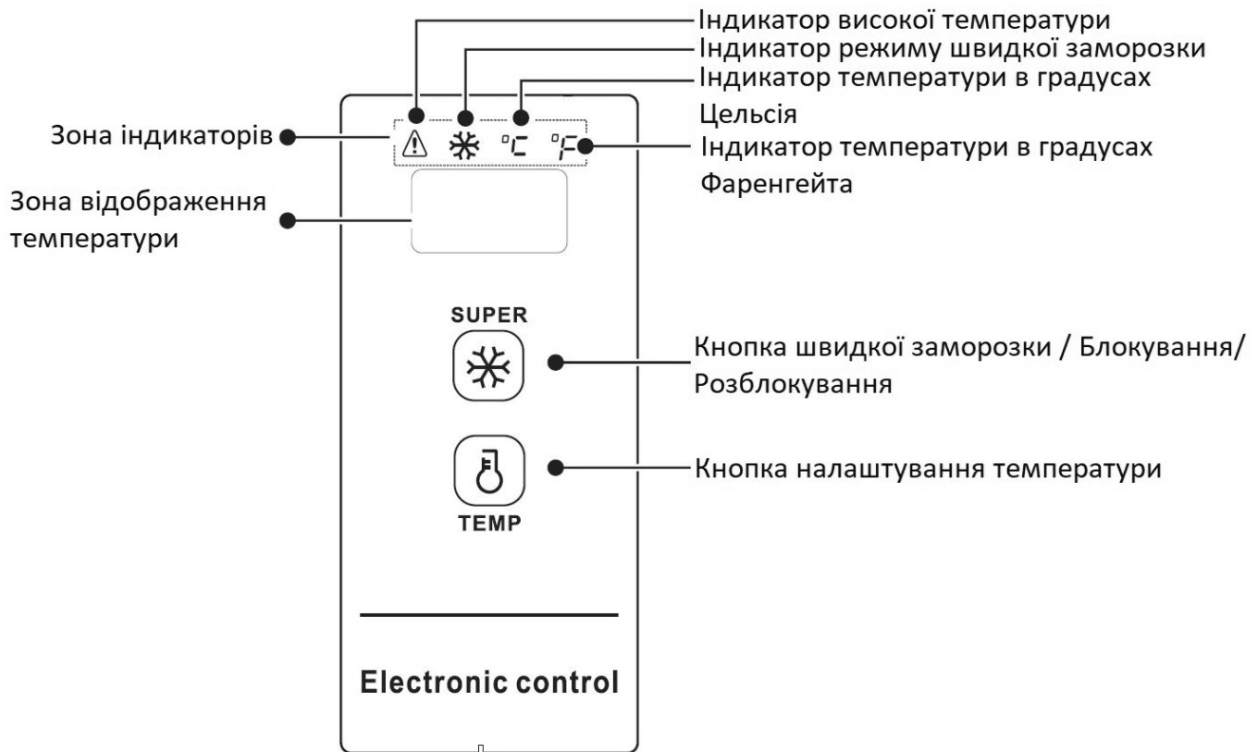 Індикатор високої температури
Індикатор режиму швидкої заморозки
Індикатор температури в градусах
Цельсія
Індикатор температури в градусах
Фаренгейта
Зона індикаторів
°C °F
Зона відображення
температури
SUPER
Кнопка швидкої заморозки / Блокування/
Розблокування
Кнопка налаштування температури
TEMP
Electronic control